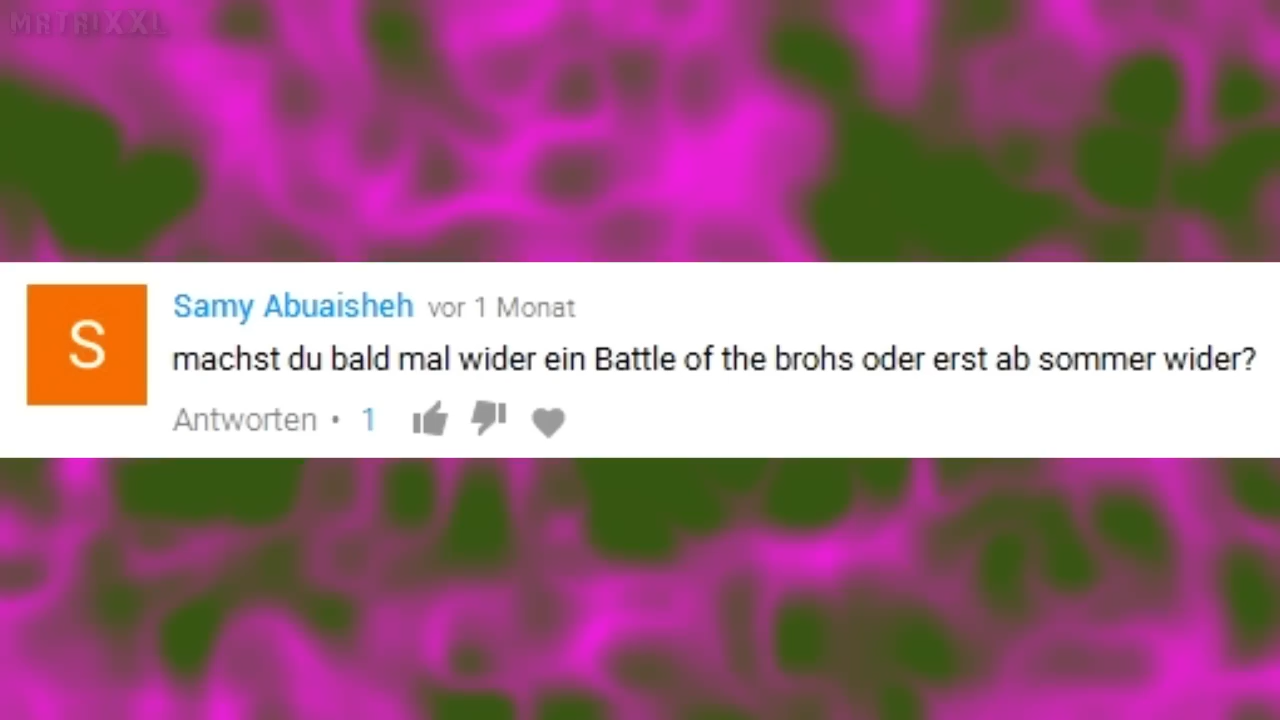 MRTRIXXL
S
Samy Abuaisheh vor 1 Monat
machst du bald mal wider ein Battle of the brohs oder erst ab sommer wider?
Antworten • 1